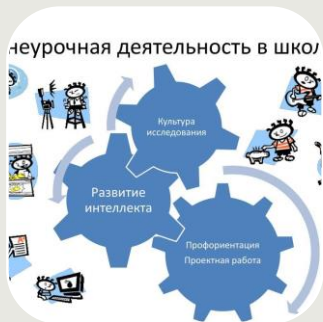 неурочная деятельность в школ
Культура
исследования
Развитие
интеллекта
Профориентация
Проектная работа